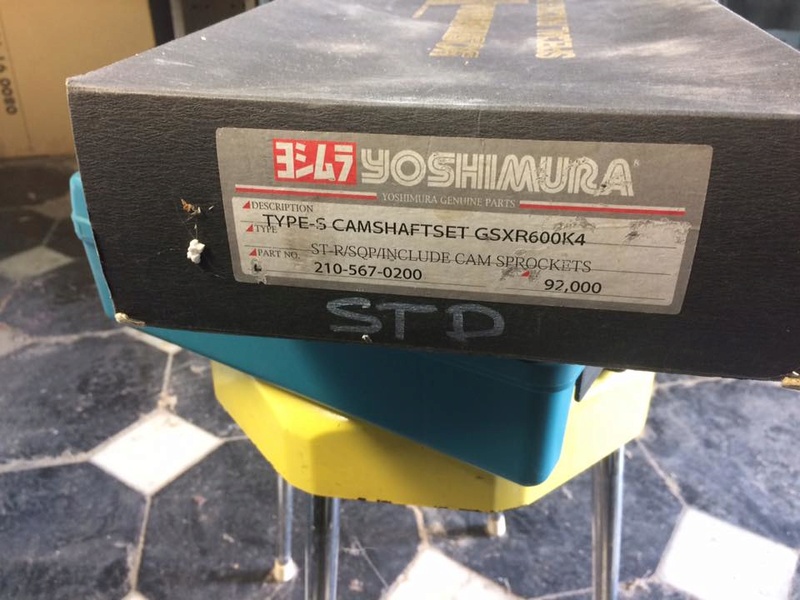 ヨシムラ YOSHIMURA
YOSHIMURA GENUINE PARTS
DESCRIPTION
TYPE-S CAMSHAFTSET GSXR600K4
TYPE
ST-R/SQP/INCLUDE CAM SPROCKETS
PART NO.
210-567-0200
92,000
STD